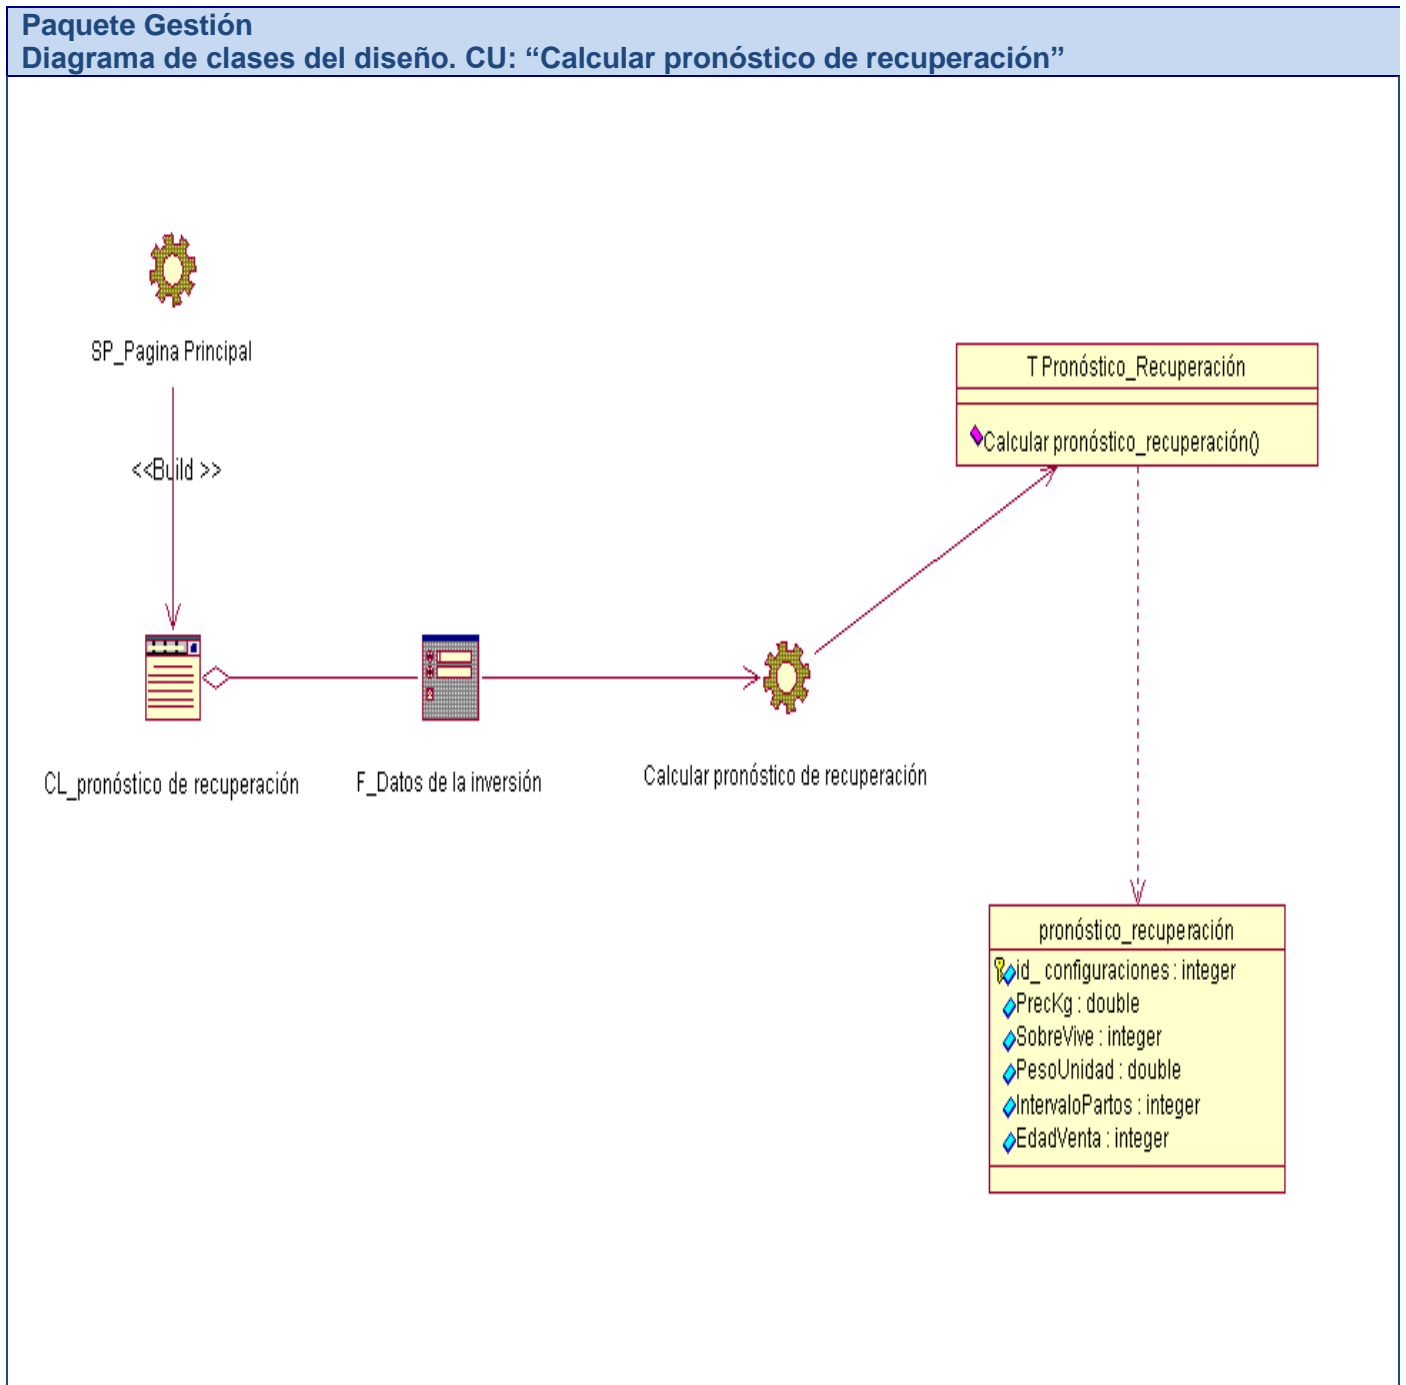 Paquete Gestión
Diagrama de clases del diseño. CU: “Calcular pronóstico de recuperación”
SP_Pagina Principal
<<Build >>
T Pronóstico_Recuperación
Calcular pronóstico_recuperación()
CL_pronóstico de recuperación
F_Datos de la inversión
Calcular pronóstico de recuperación
pronóstico_recuperación
id_ configuraciones : integer
PrecKg : double
SobreVive : integer
PesoUnidad : double
IntervaloPartos : integer
EdadVenta : integer